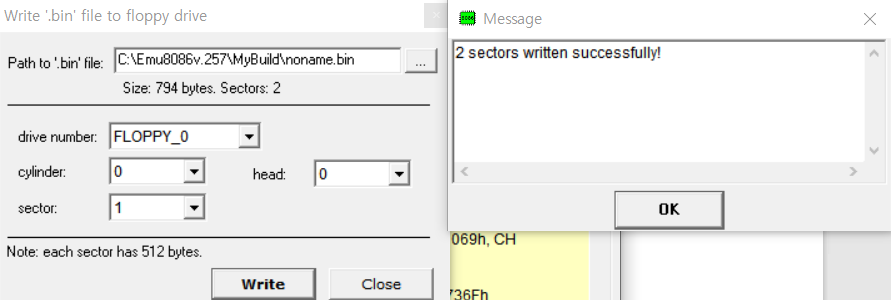 Write '.bin' file to floppy drive
Path to '.bin' file:
C:\Emu8086v.257\MyBuild\noname.bin
...
Size: 794 bytes. Sectors: 2
drive number:
FLOPPY_0
cylinder:
0
head:
0
sector:
1
Note: each sector has 512 bytes.
Write
Close
Message
2 sectors written successfully!
OK
069h, CH
736Fh